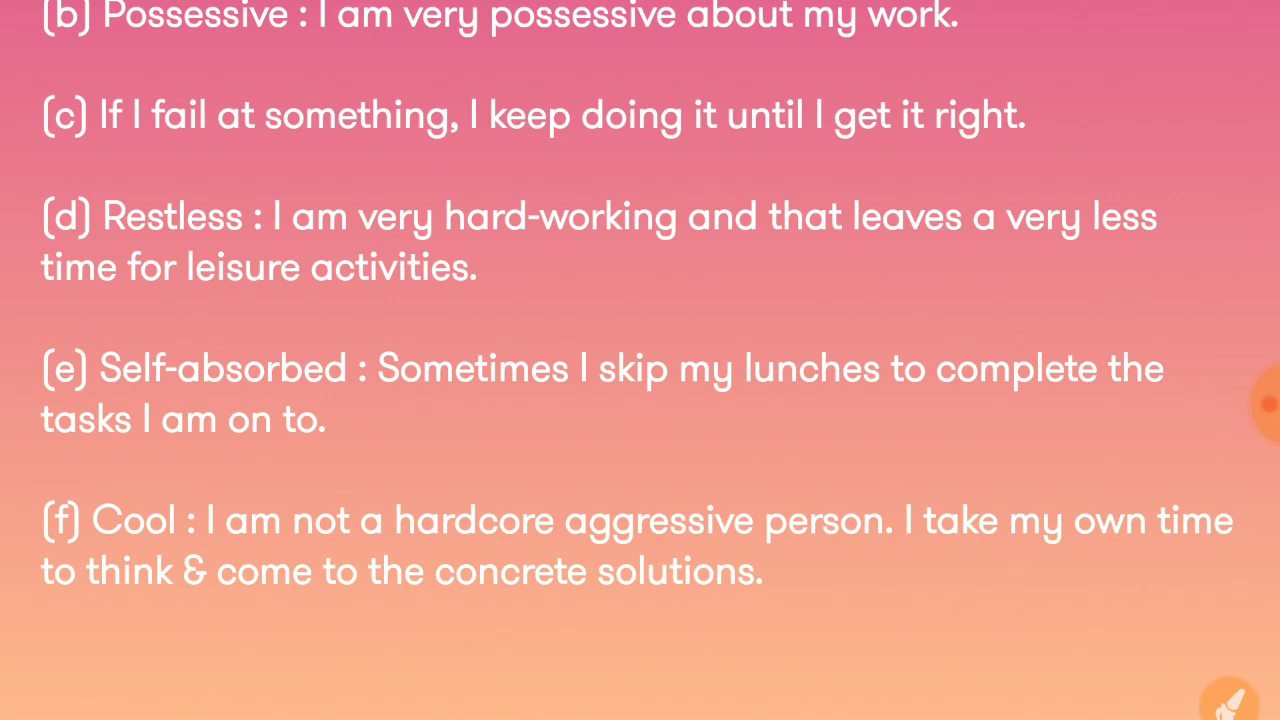 (b) Possessive : I am very possessive about my work.
(c) If I fail at something, I keep doing it until I get it right.
(d) Restless : I am very hard-working and that leaves a very less
time for leisure activities.
(e) Self-absorbed : Sometimes I skip my lunches to complete the
tasks I am on to.
(f) Cool : I am not a hardcore aggressive person. I take my own time
to think & come to the concrete solutions.